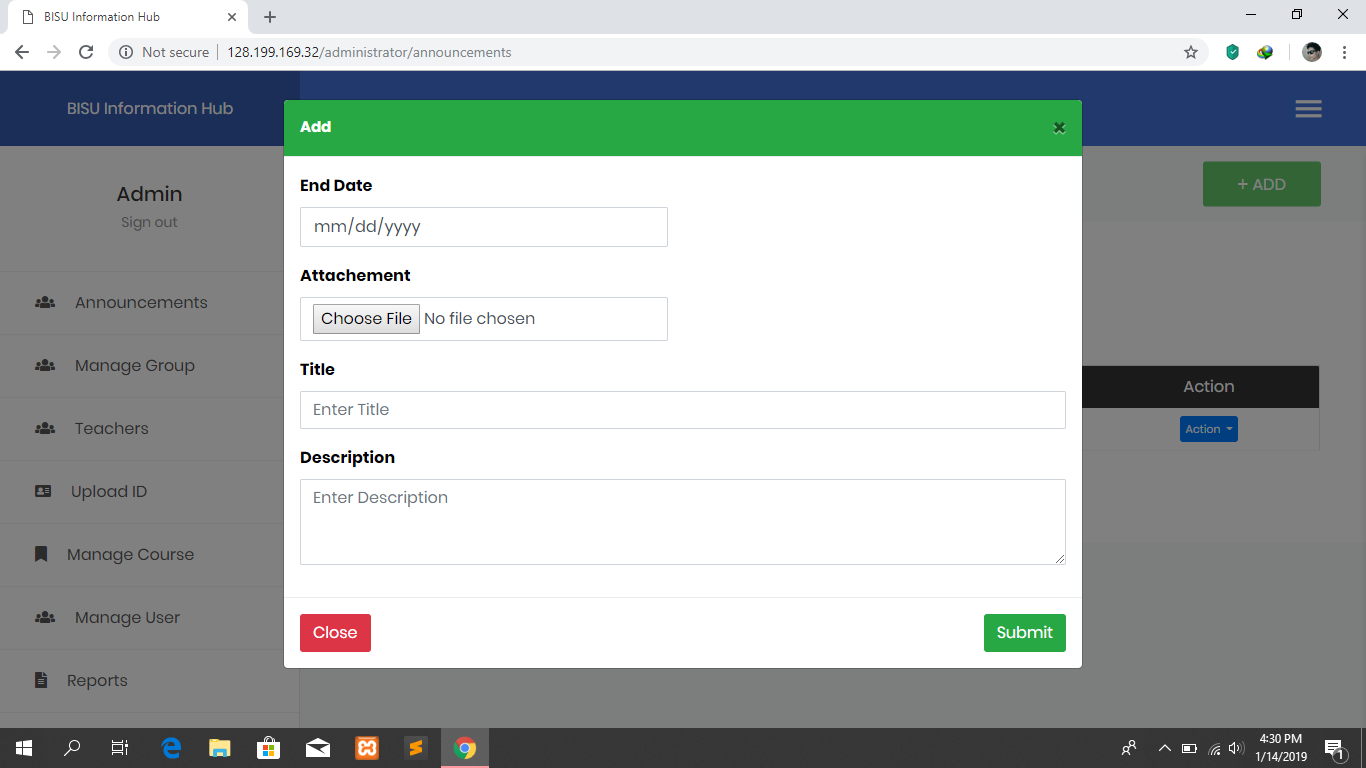 BISU Information Hub
Not secure
128.199.169.32/administrator/announcements
BISU Information Hub
Admin
Sign out
Announcements
Manage Group
Teachers
Upload ID
Manage Course
Manage User
Reports
+ ADD
Action
Action
Add
End Date
mm/dd/yyyy
Attachement
Choose File No file chosen
Title
Enter Title
Description
Enter Description
Close
Submit
4:30 PM
1/14/2019
1